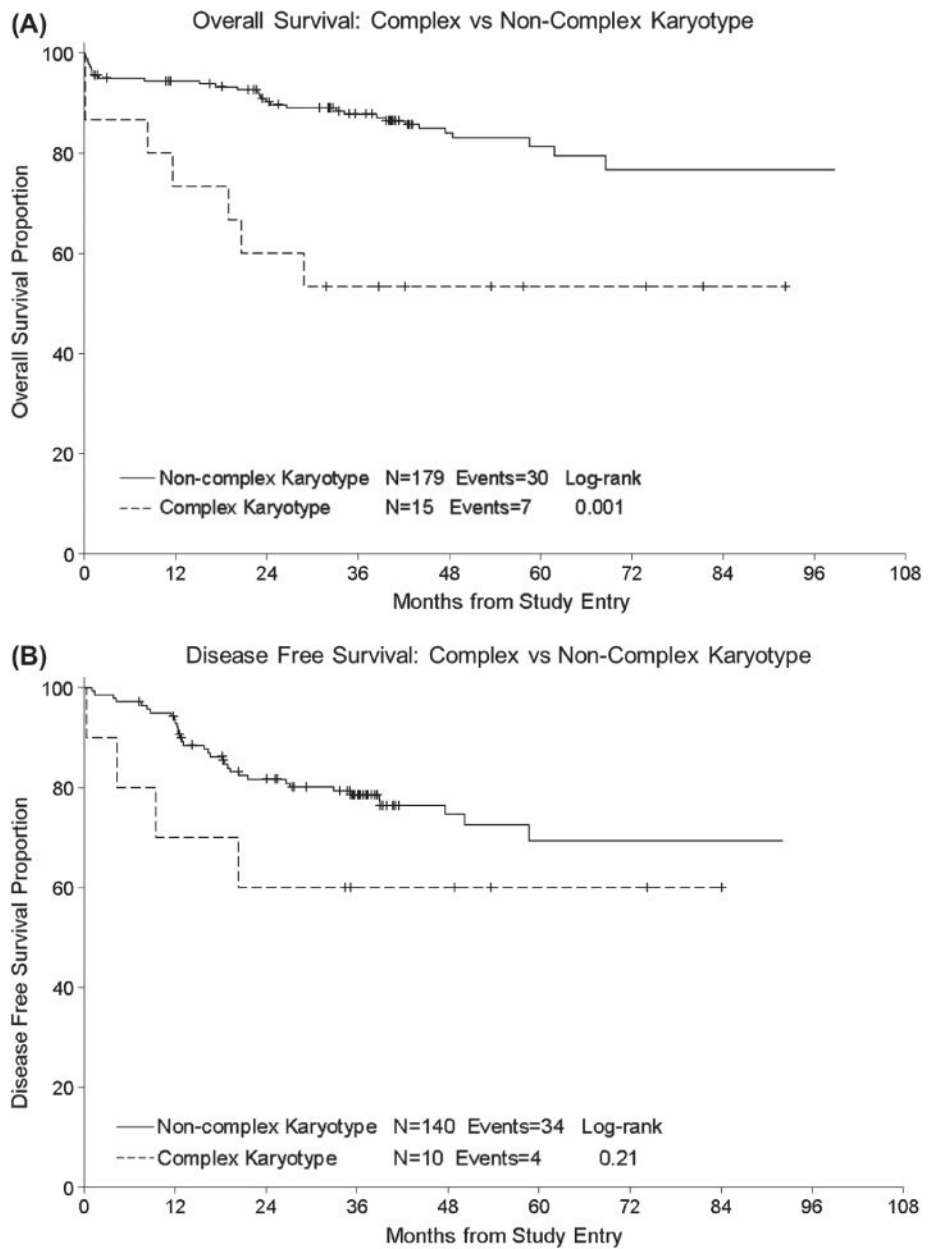 (A) Overall Survival: Complex vs Non-Complex Karyotype
Overall Survival Proportion
100
80
60
40
20
0
Non-complex Karyotype N=179 Events=30 Log-rank
Complex Karyotype N=15 Events=7 0.001
0 12 24 36 48 60 72 84 96 108
Months from Study Entry
(B) Disease Free Survival: Complex vs Non-Complex Karyotype
Disease Free Survival Proportion
100
80
60
40
20
0
Non-complex Karyotype N=140 Events=34 Log-rank
Complex Karyotype N=10 Events=4 0.21
0 12 24 36 48 60 72 84 96 108
Months from Study Entry